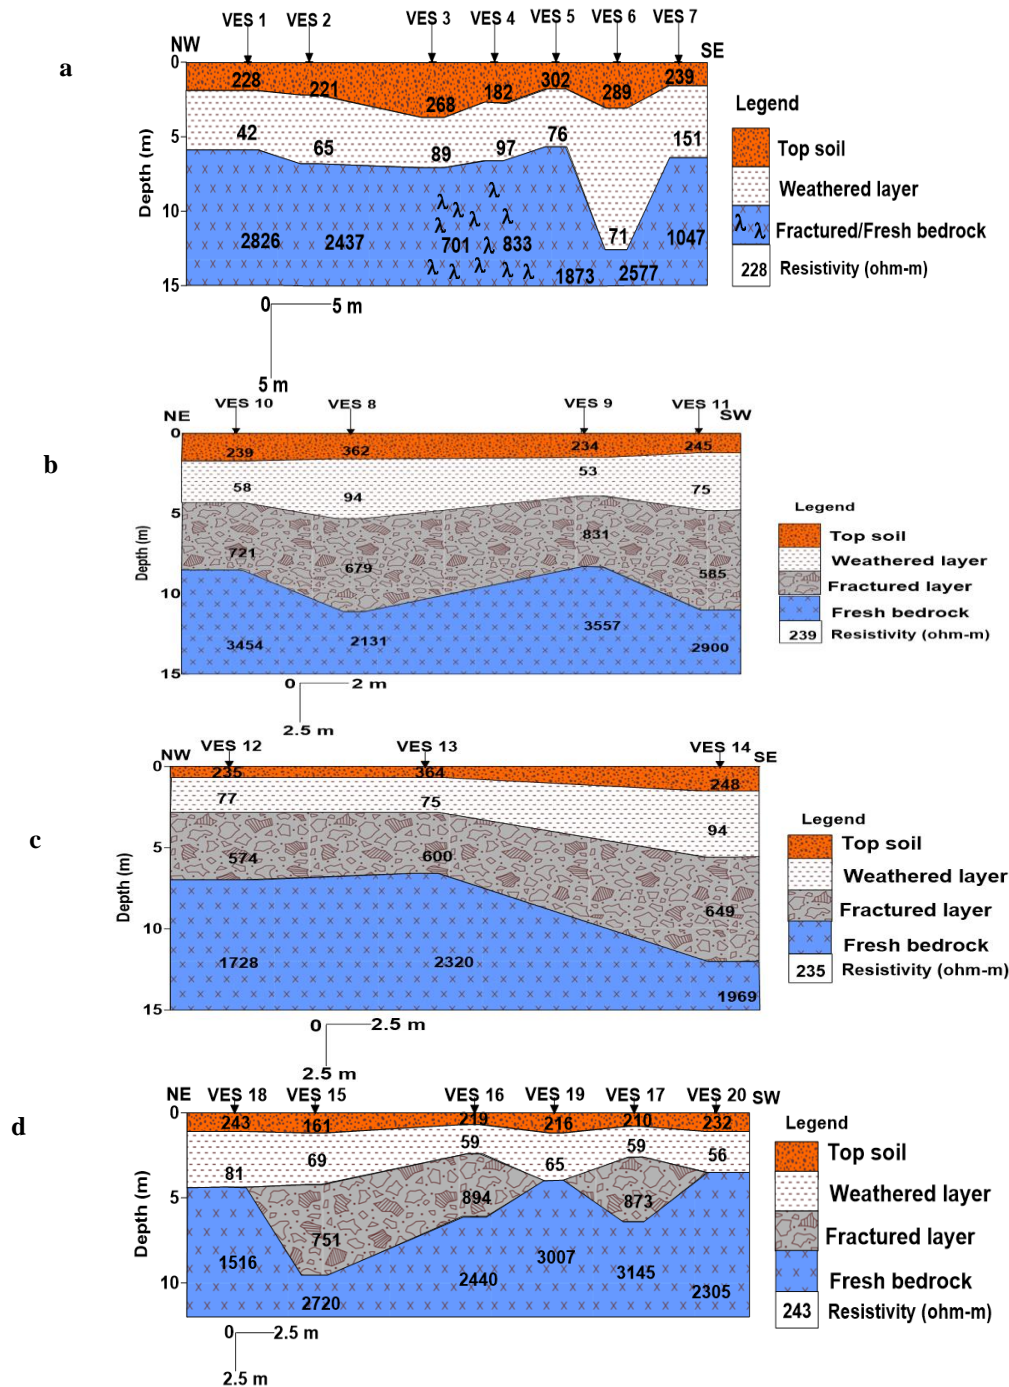 VES 1 VES 2 VES 3 VES 4 VES 5 VES 6 VES 7
NW SE
a
0
228 221 268 182 302 289 239
Legend
Top soil
5
42 65 89 97 76 71 151
Weathered layer
Depth (m)
10
λ λ Fractured/Fresh bedrock
2826 2437 701 833 1873 2577 1047
15
228 Resistivity (ohm-m)
0 5 m
5 m
VES 10 VES 8 VES 9 VES 11
NE SW
b
0
239 362 234 245
58 94 53 75
5
Depth (m)
721 679 831 585
10
3454 2131 3557 2900
15
Legend
Top soil
Weathered layer
Fractured layer
Fresh bedrock
239 Resistivity (ohm-m)
0 2 m
2.5 m
VES 12 VES 13 VES 14
NW SE
c
0
235 364 248
77 75 94
5
Depth (m)
574 600 649
10
1728 2320 1969
15
Legend
Top soil
Weathered layer
Fractured layer
Fresh bedrock
235 Resistivity (ohm-m)
0 2.5 m
2.5 m
NE VES 18 VES 15 VES 16 VES 19 VES 17 VES 20 SW
d
0
243 161 219 216 210 232
81 69 59 65 59 56
5
Depth (m)
751 894 873
10
1516 2720 2440 3007 3145 2305
Legend
Top soil
Weathered layer
Fractured layer
Fresh bedrock
243 Resistivity (ohm-m)
0 2.5 m
2.5 m